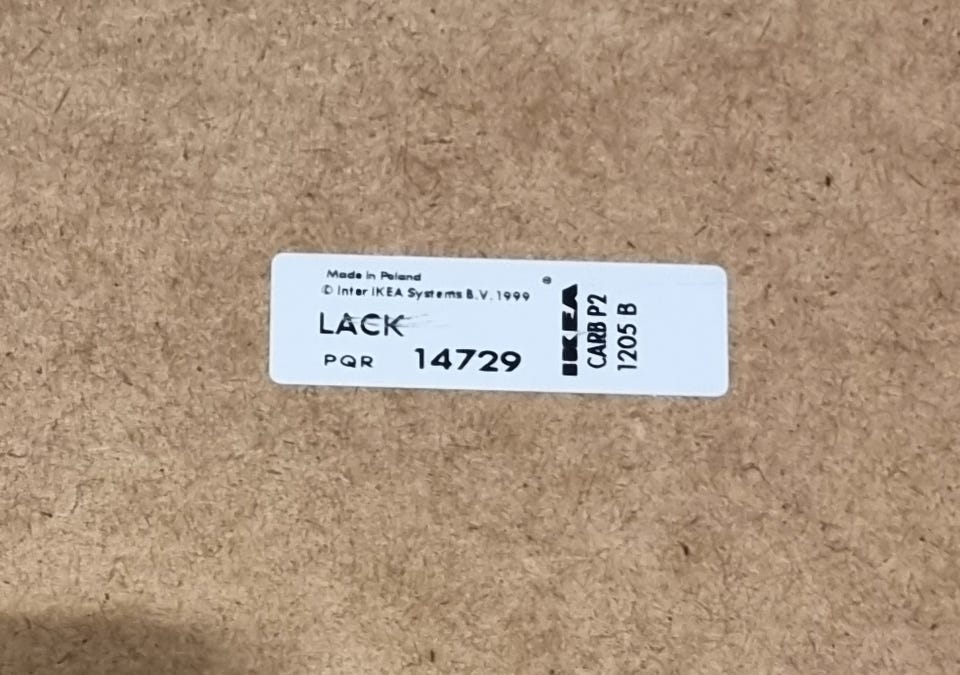 Made in Poland
© Inter IKEA Systems B.V. 1999
LACK
PQR 14729
IKEA ®
CARB P2
1205 B